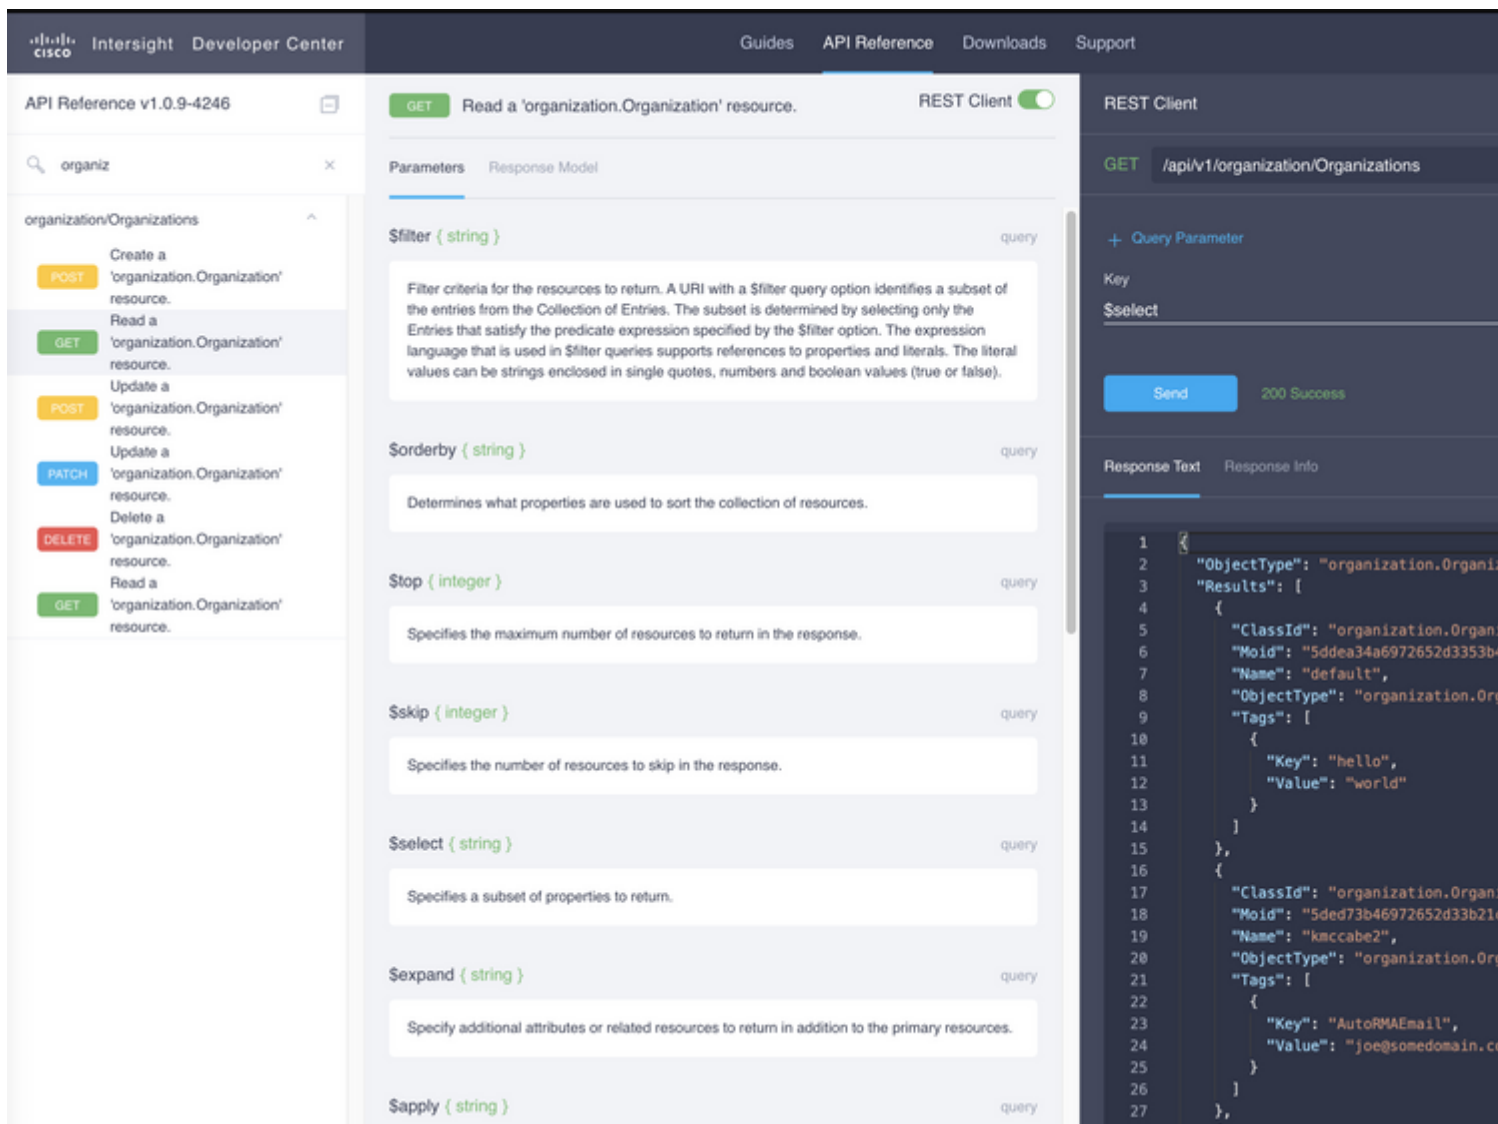 cisco Intersight Developer Center
Guides API Reference Downloads Support
API Reference v1.0.9-4246
organiz
organization/Organizations
POST Create a
'organization.Organization'
resource.
GET Read a
'organization.Organization'
resource.
POST Update a
'organization.Organization'
resource.
PATCH Update a
'organization.Organization'
resource.
DELETE Delete a
'organization.Organization'
resource.
GET Read a
'organization.Organization'
resource.
GET Read a 'organization.Organization' resource. REST Client
Parameters Response Model
$filter { string } query
Filter criteria for the resources to return. A URI with a $filter query option identifies a subset of
the entries from the Collection of Entries. The subset is determined by selecting only the
Entries that satisfy the predicate expression specified by the $filter option. The expression
language that is used in $filter queries supports references to properties and literals. The literal
values can be strings enclosed in single quotes, numbers and boolean values (true or false).
$orderby { string } query
Determines what properties are used to sort the collection of resources.
$top { integer } query
Specifies the maximum number of resources to return in the response.
$skip { integer } query
Specifies the number of resources to skip in the response.
$select { string } query
Specifies a subset of properties to return.
$expand { string } query
Specify additional attributes or related resources to return in addition to the primary resources.
$apply { string } query
REST Client
GET /api/v1/organization/Organizations
+ Query Parameter
Key
$select
Send 200 Success
Response Text Response Info
1 {
2 "ObjectType": "organization.Organi
3 "Results": [
4 {
5 "ClassId": "organization.Organ
6 "Moid": "5ddea34a6972652d3353b
7 "Name": "default",
8 "ObjectType": "organization.Or
9 "Tags": [
10 {
11 "Key": "hello",
12 "Value": "world"
13 }
14 ]
15 },
16 {
17 "ClassId": "organization.Organ
18 "Moid": "5ded73b46972652d33b21
19 "Name": "kmccabe2",
20 "ObjectType": "organization.Or
21 "Tags": [
22 {
23 "Key": "AutoRMAEmail",
24 "Value": "joe@somedomain.c
25 }
26 ]
27 },